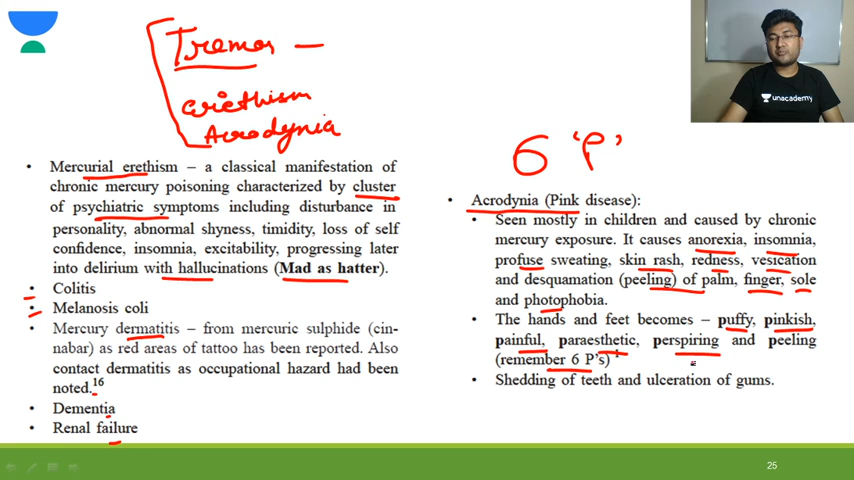 Tremor —
erethism
Acrodynia
6 'P'
unacademy
• Mercurial erethism – a classical manifestation of
chronic mercury poisoning characterized by cluster
of psychiatric symptoms including disturbance in
personality, abnormal shyness, timidity, loss of self
confidence, insomnia, excitability, progressing later
into delirium with hallucinations (Mad as hatter).
• Colitis
• Melanosis coli
• Mercury dermatitis – from mercuric sulphide (cin-
nabar) as red areas of tattoo has been reported. Also
contact dermatitis as occupational hazard had been
noted.16
• Dementia
• Renal failure
• Acrodynia (Pink disease):
• Seen mostly in children and caused by chronic
mercury exposure. It causes anorexia, insomnia,
profuse sweating, skin rash, redness, vesication
and desquamation (peeling) of palm, finger, sole
and photophobia.
• The hands and feet becomes – puffy, pinkish,
painful, paraesthetic, perspiring and peeling
(remember 6 P's)
• Shedding of teeth and ulceration of gums.
25